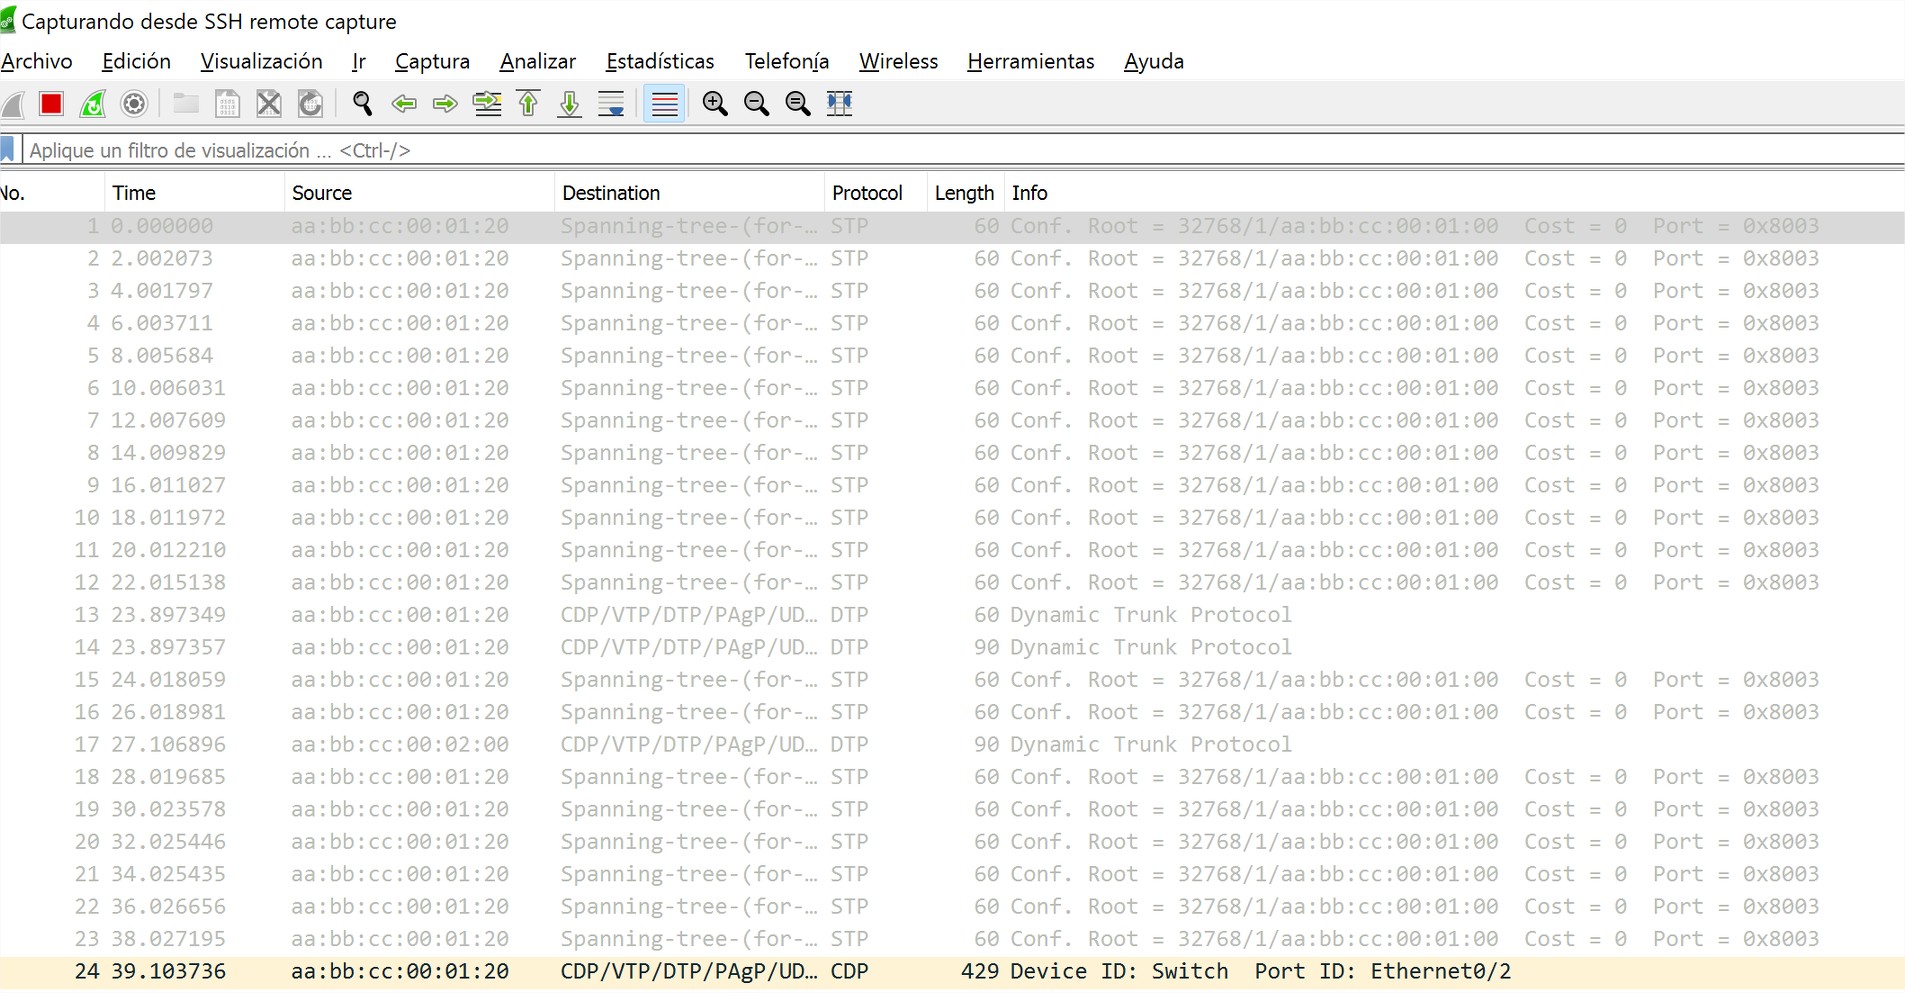 Capturando desde SSH remote capture
Archivo Edición Visualización Ir Captura Analizar Estadísticas Telefonía Wireless Herramientas Ayuda
Aplique un filtro de visualización … <Ctrl-/>
No. Time Source Destination Protocol Length Info
1 0.000000 aa:bb:cc:00:01:20 Spanning-tree-(for-… STP 60 Conf. Root = 32768/1/aa:bb:cc:00:01:00 Cost = 0 Port = 0x8003
2 2.002073 aa:bb:cc:00:01:20 Spanning-tree-(for-… STP 60 Conf. Root = 32768/1/aa:bb:cc:00:01:00 Cost = 0 Port = 0x8003
3 4.001797 aa:bb:cc:00:01:20 Spanning-tree-(for-… STP 60 Conf. Root = 32768/1/aa:bb:cc:00:01:00 Cost = 0 Port = 0x8003
4 6.003711 aa:bb:cc:00:01:20 Spanning-tree-(for-… STP 60 Conf. Root = 32768/1/aa:bb:cc:00:01:00 Cost = 0 Port = 0x8003
5 8.005684 aa:bb:cc:00:01:20 Spanning-tree-(for-… STP 60 Conf. Root = 32768/1/aa:bb:cc:00:01:00 Cost = 0 Port = 0x8003
6 10.006031 aa:bb:cc:00:01:20 Spanning-tree-(for-… STP 60 Conf. Root = 32768/1/aa:bb:cc:00:01:00 Cost = 0 Port = 0x8003
7 12.007609 aa:bb:cc:00:01:20 Spanning-tree-(for-… STP 60 Conf. Root = 32768/1/aa:bb:cc:00:01:00 Cost = 0 Port = 0x8003
8 14.009829 aa:bb:cc:00:01:20 Spanning-tree-(for-… STP 60 Conf. Root = 32768/1/aa:bb:cc:00:01:00 Cost = 0 Port = 0x8003
9 16.011027 aa:bb:cc:00:01:20 Spanning-tree-(for-… STP 60 Conf. Root = 32768/1/aa:bb:cc:00:01:00 Cost = 0 Port = 0x8003
10 18.011972 aa:bb:cc:00:01:20 Spanning-tree-(for-… STP 60 Conf. Root = 32768/1/aa:bb:cc:00:01:00 Cost = 0 Port = 0x8003
11 20.012210 aa:bb:cc:00:01:20 Spanning-tree-(for-… STP 60 Conf. Root = 32768/1/aa:bb:cc:00:01:00 Cost = 0 Port = 0x8003
12 22.015138 aa:bb:cc:00:01:20 Spanning-tree-(for-… STP 60 Conf. Root = 32768/1/aa:bb:cc:00:01:00 Cost = 0 Port = 0x8003
13 23.897349 aa:bb:cc:00:01:20 CDP/VTP/DTP/PAgP/UD… DTP 60 Dynamic Trunk Protocol
14 23.897357 aa:bb:cc:00:01:20 CDP/VTP/DTP/PAgP/UD… DTP 90 Dynamic Trunk Protocol
15 24.018059 aa:bb:cc:00:01:20 Spanning-tree-(for-… STP 60 Conf. Root = 32768/1/aa:bb:cc:00:01:00 Cost = 0 Port = 0x8003
16 26.018981 aa:bb:cc:00:01:20 Spanning-tree-(for-… STP 60 Conf. Root = 32768/1/aa:bb:cc:00:01:00 Cost = 0 Port = 0x8003
17 27.106896 aa:bb:cc:00:02:00 CDP/VTP/DTP/PAgP/UD… DTP 90 Dynamic Trunk Protocol
18 28.019685 aa:bb:cc:00:01:20 Spanning-tree-(for-… STP 60 Conf. Root = 32768/1/aa:bb:cc:00:01:00 Cost = 0 Port = 0x8003
19 30.023578 aa:bb:cc:00:01:20 Spanning-tree-(for-… STP 60 Conf. Root = 32768/1/aa:bb:cc:00:01:00 Cost = 0 Port = 0x8003
20 32.025446 aa:bb:cc:00:01:20 Spanning-tree-(for-… STP 60 Conf. Root = 32768/1/aa:bb:cc:00:01:00 Cost = 0 Port = 0x8003
21 34.025435 aa:bb:cc:00:01:20 Spanning-tree-(for-… STP 60 Conf. Root = 32768/1/aa:bb:cc:00:01:00 Cost = 0 Port = 0x8003
22 36.026656 aa:bb:cc:00:01:20 Spanning-tree-(for-… STP 60 Conf. Root = 32768/1/aa:bb:cc:00:01:00 Cost = 0 Port = 0x8003
23 38.027195 aa:bb:cc:00:01:20 Spanning-tree-(for-… STP 60 Conf. Root = 32768/1/aa:bb:cc:00:01:00 Cost = 0 Port = 0x8003
24 39.103736 aa:bb:cc:00:01:20 CDP/VTP/DTP/PAgP/UD… CDP 429 Device ID: Switch Port ID: Ethernet0/2